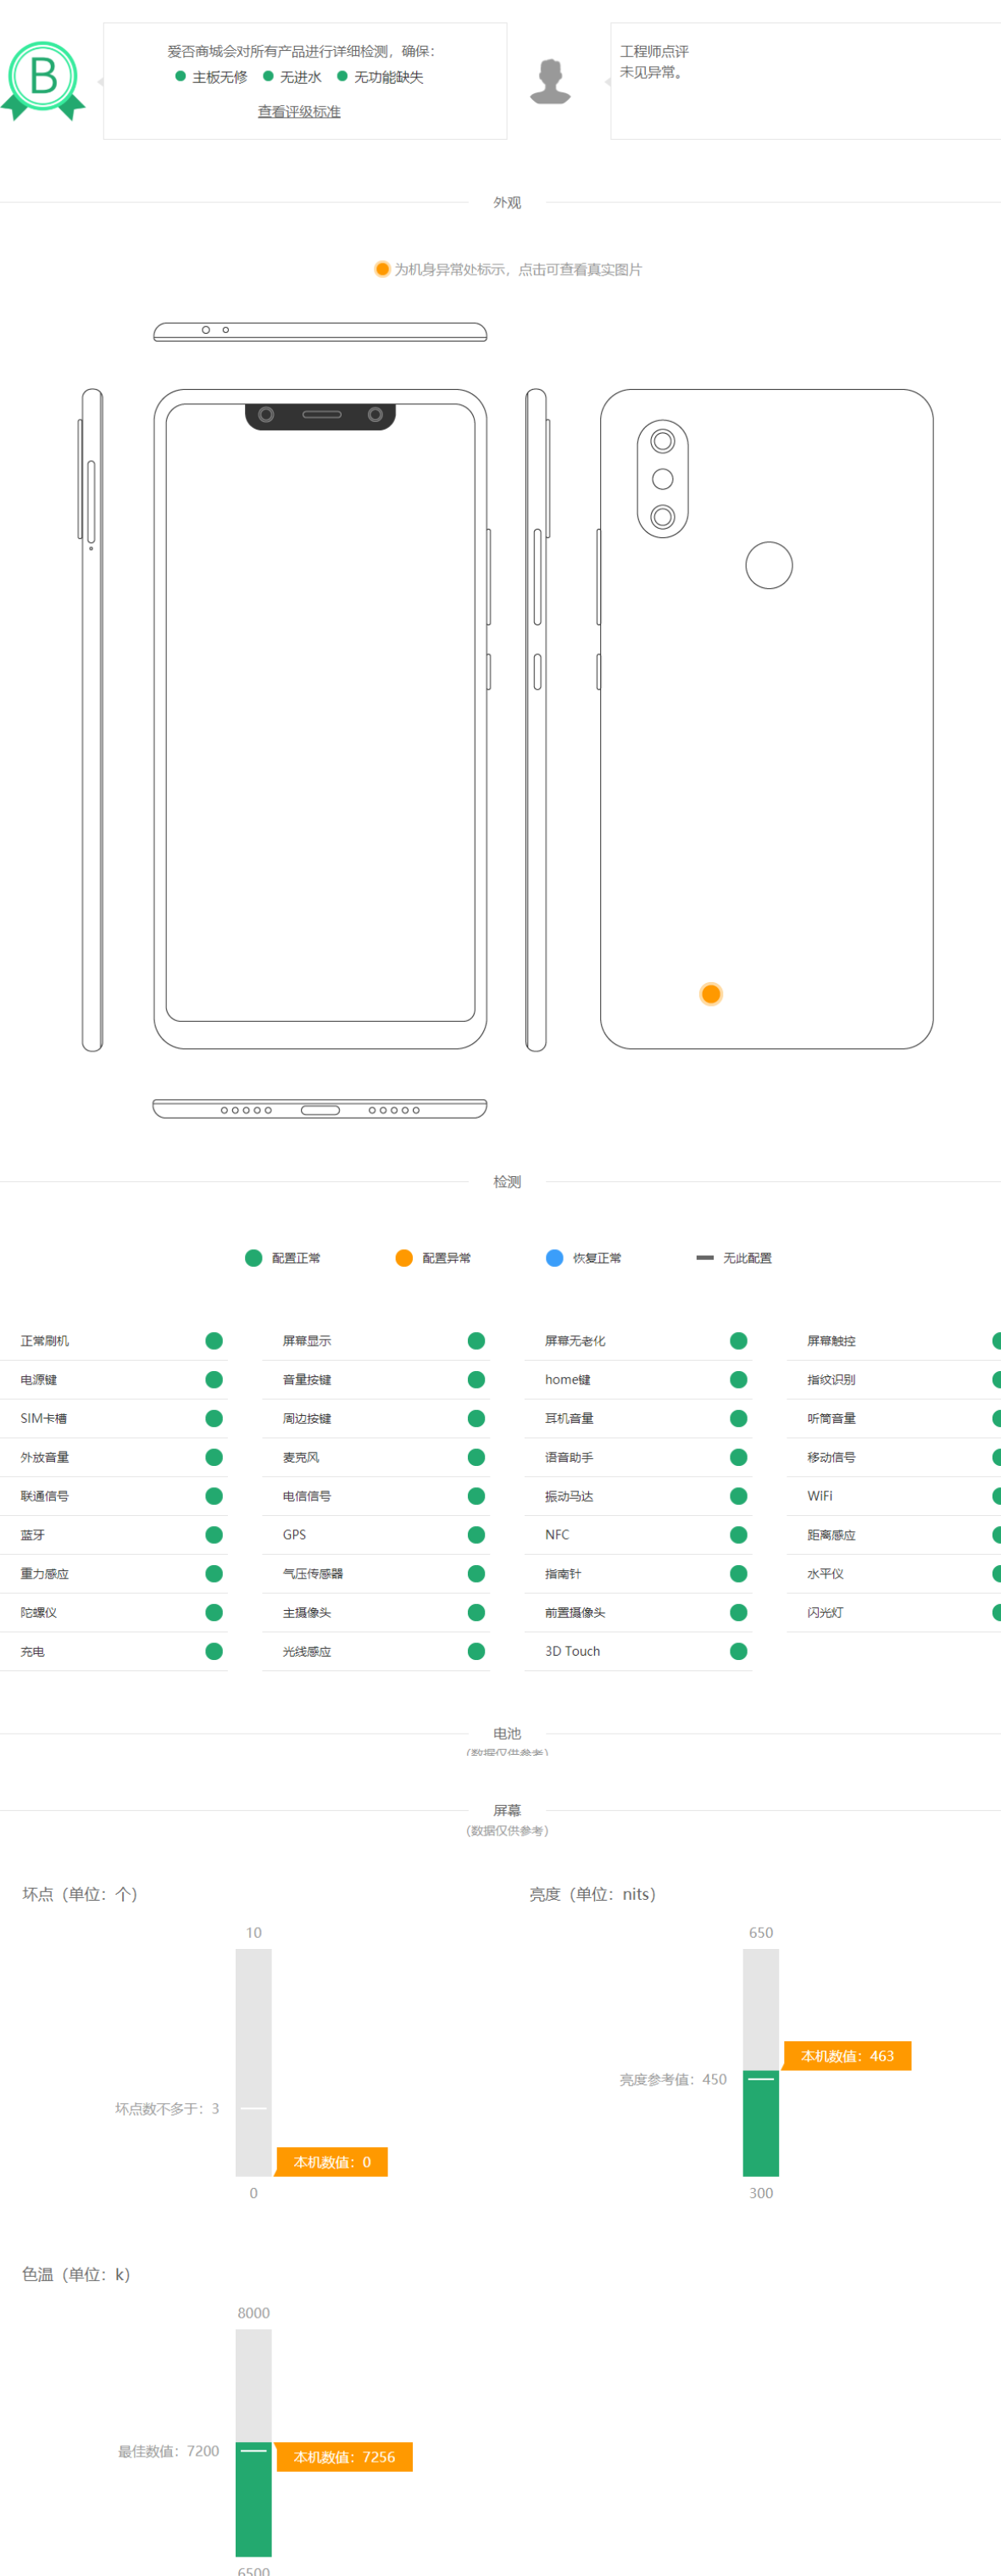 B
爱否商城会对所有产品进行详细检测，确保：
主板无修 无进水 无功能缺失
查看评级标准
工程师点评
未见异常。
外观
为机身异常处标示，点击可查看真实图片
检测
配置正常 配置异常 恢复正常 无此配置
正常刷机 屏幕显示 屏幕无老化 屏幕触控
电源键 音量按键 home键 指纹识别
SIM卡槽 周边按键 耳机音量 听筒音量
外放音量 麦克风 语音助手 移动信号
联通信号 电信信号 振动马达 WiFi
蓝牙 GPS NFC 距离感应
重力感应 气压传感器 指南针 水平仪
陀螺仪 主摄像头 前置摄像头 闪光灯
充电 光线感应 3D Touch
电池
（数据仅供参考）
屏幕
（数据仅供参考）
坏点（单位：个） 亮度（单位：nits）
10 650
本机数值：463
亮度参考值：450
坏点数不多于：3
本机数值：0
0 300
色温（单位：k）
8000
最佳数值：7200 本机数值：7256
6500